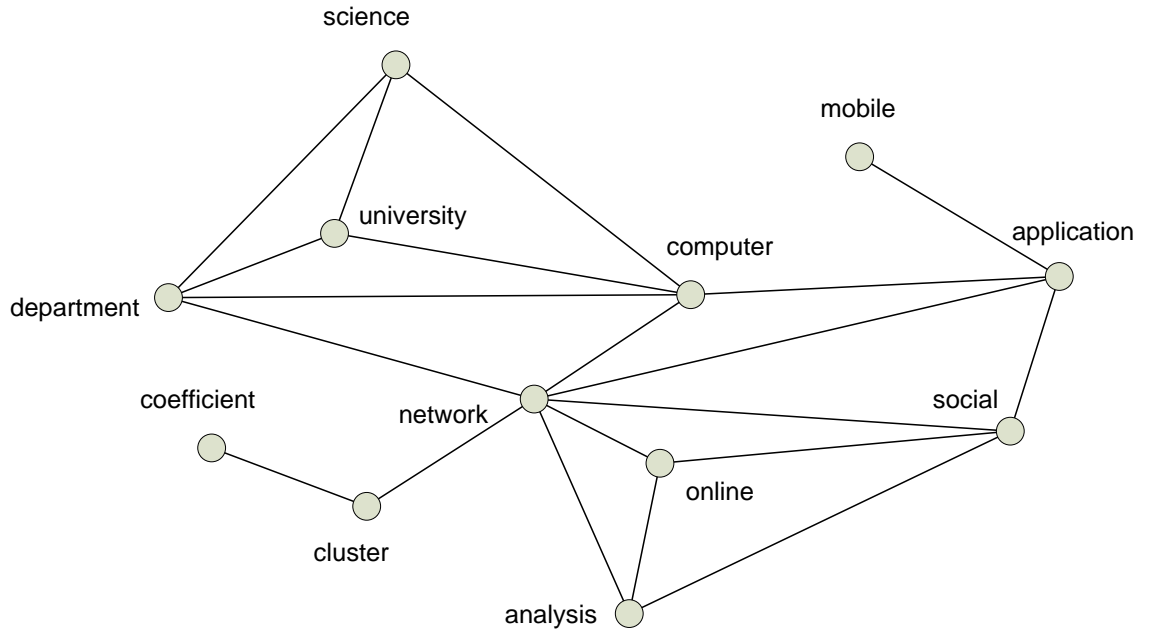 science
mobile
university
application
computer
department
coefficient
social
network
online
cluster
analysis